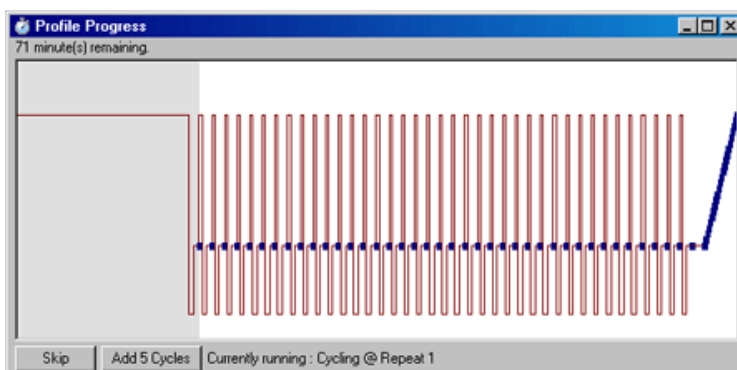 Profile Progress
71 minute(s) remaining.
Skip
Add 5 Cycles
Currently running : Cycling @ Repeat 1